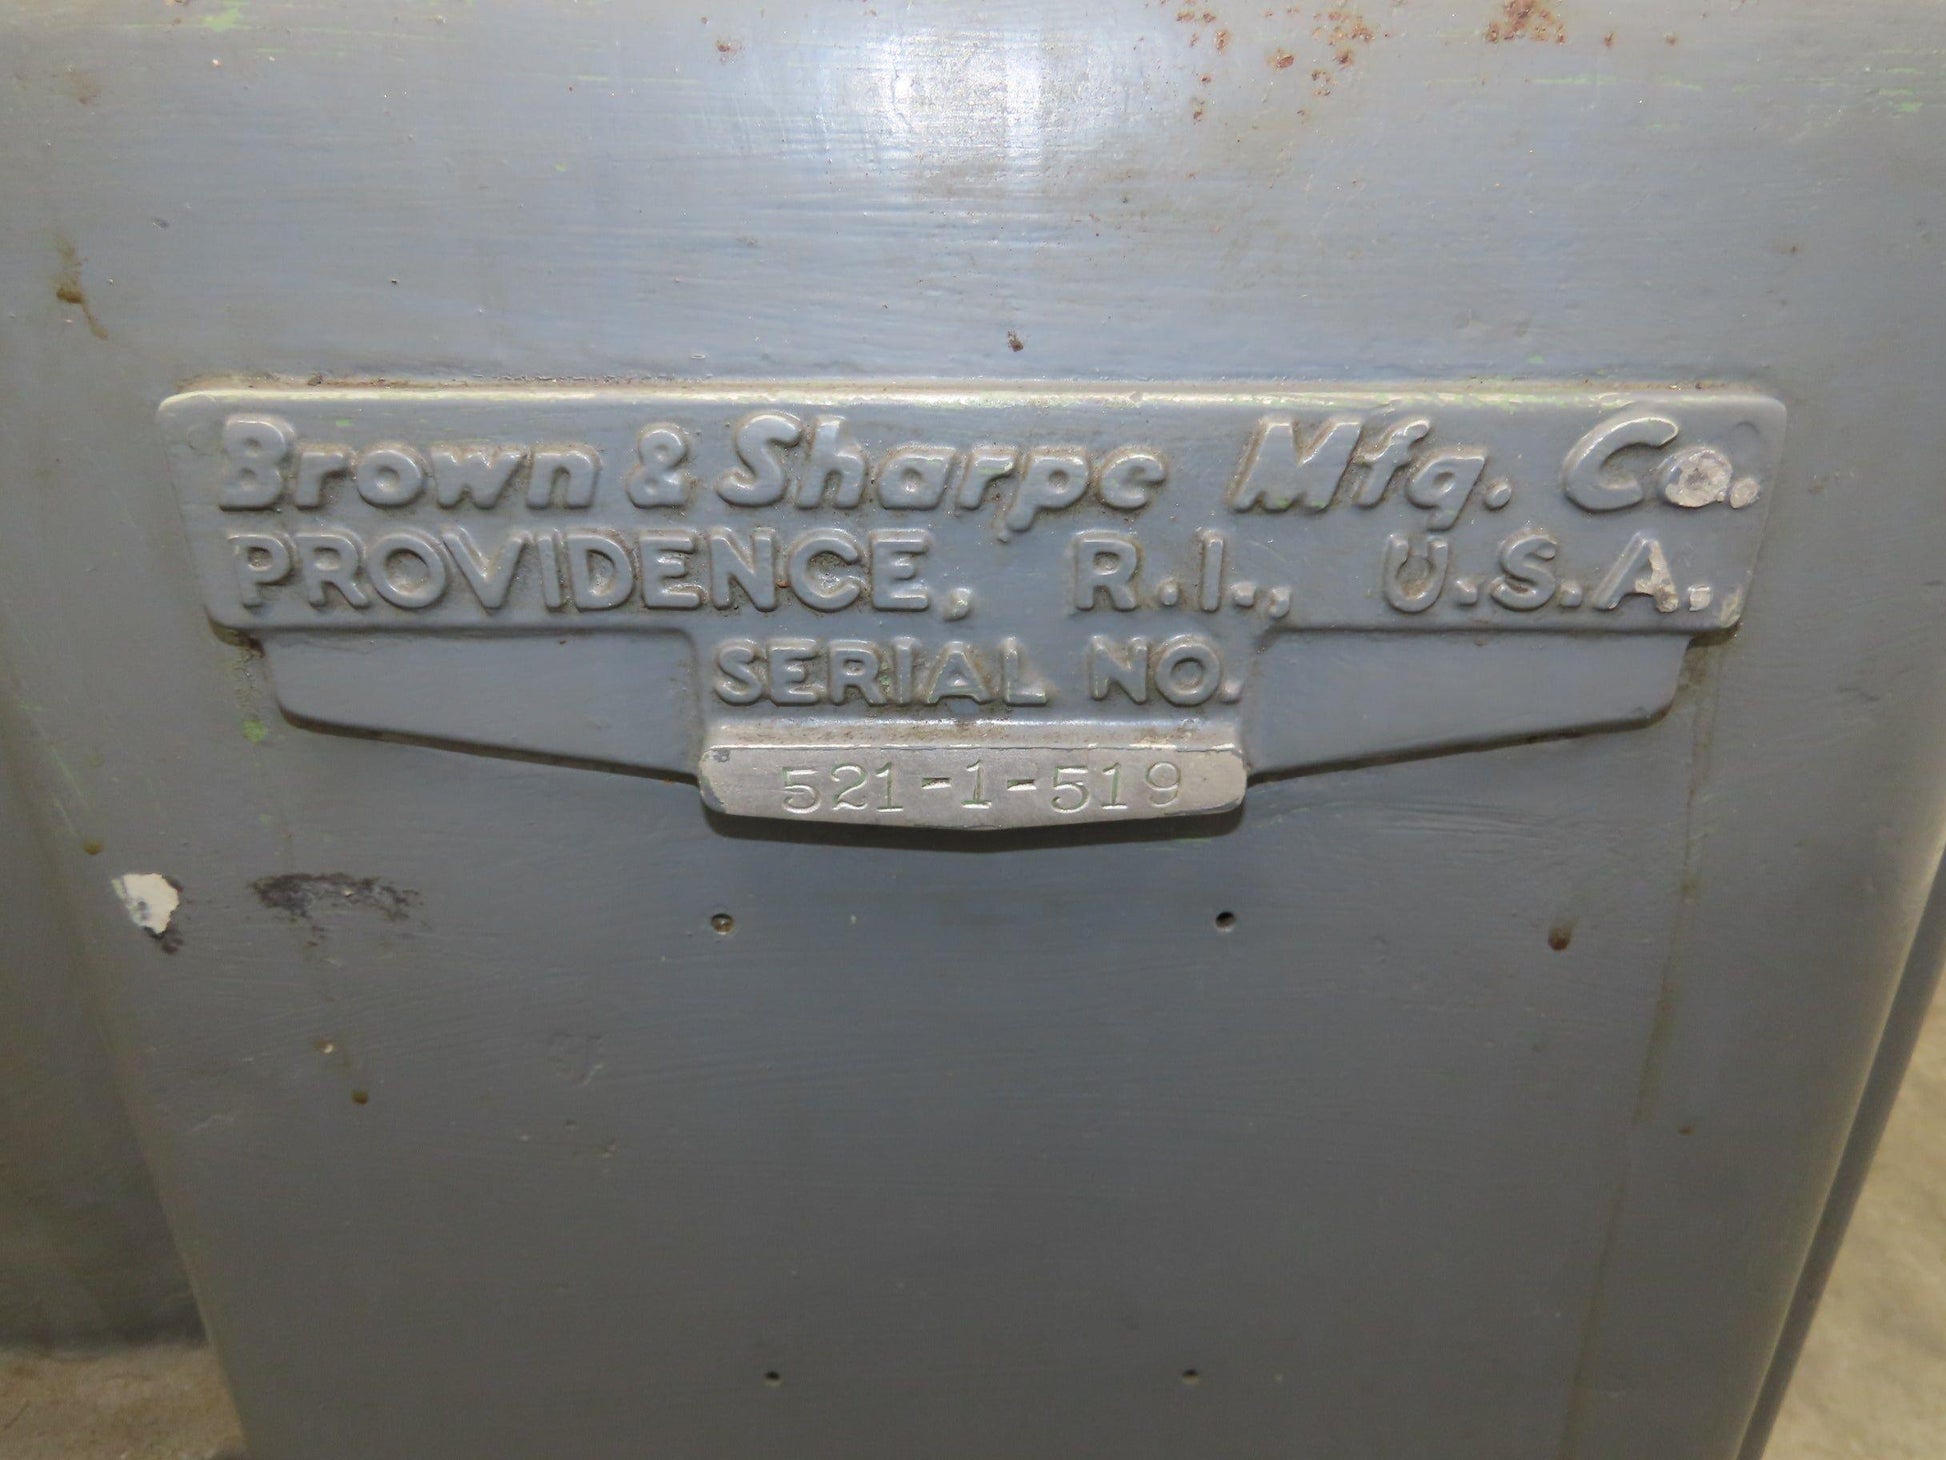 Brown & Sharpe Mfg. Co.
PROVIDENCE, R.I., U.S.A.
SERIAL NO.
521-1-519